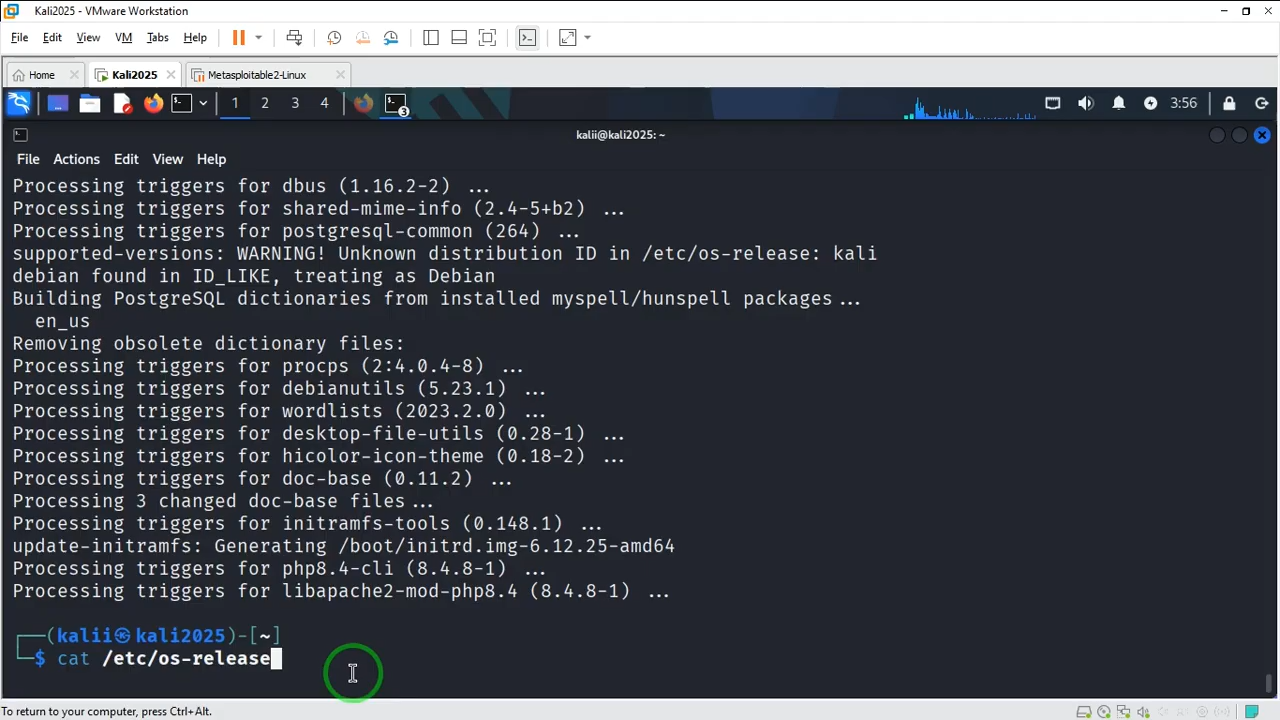 Kali2025 - VMware Workstation
File Edit View VM Tabs Help
Home Kali2025 Metasploitable2-Linux
1 2 3 4 3 3:56
kalii@kali2025: ~
File Actions Edit View Help
Processing triggers for dbus (1.16.2-2) ...
Processing triggers for shared-mime-info (2.4-5+b2) ...
Processing triggers for postgresql-common (264) ...
supported-versions: WARNING! Unknown distribution ID in /etc/os-release: kali
debian found in ID_LIKE, treating as Debian
Building PostgreSQL dictionaries from installed myspell/hunspell packages...
en_us
Removing obsolete dictionary files:
Processing triggers for procps (2:4.0.4-8) ...
Processing triggers for debianutils (5.23.1) ...
Processing triggers for wordlists (2023.2.0) ...
Processing triggers for desktop-file-utils (0.28-1) ...
Processing triggers for hicolor-icon-theme (0.18-2) ...
Processing triggers for doc-base (0.11.2) ...
Processing 3 changed doc-base files...
Processing triggers for initramfs-tools (0.148.1) ...
update-initramfs: Generating /boot/initrd.img-6.12.25-amd64
Processing triggers for php8.4-cli (8.4.8-1) ...
Processing triggers for libapache2-mod-php8.4 (8.4.8-1) ...
┌──(kalii㉿kali2025)-[~]
└─$ cat /etc/os-release
To return to your computer, press Ctrl+Alt.